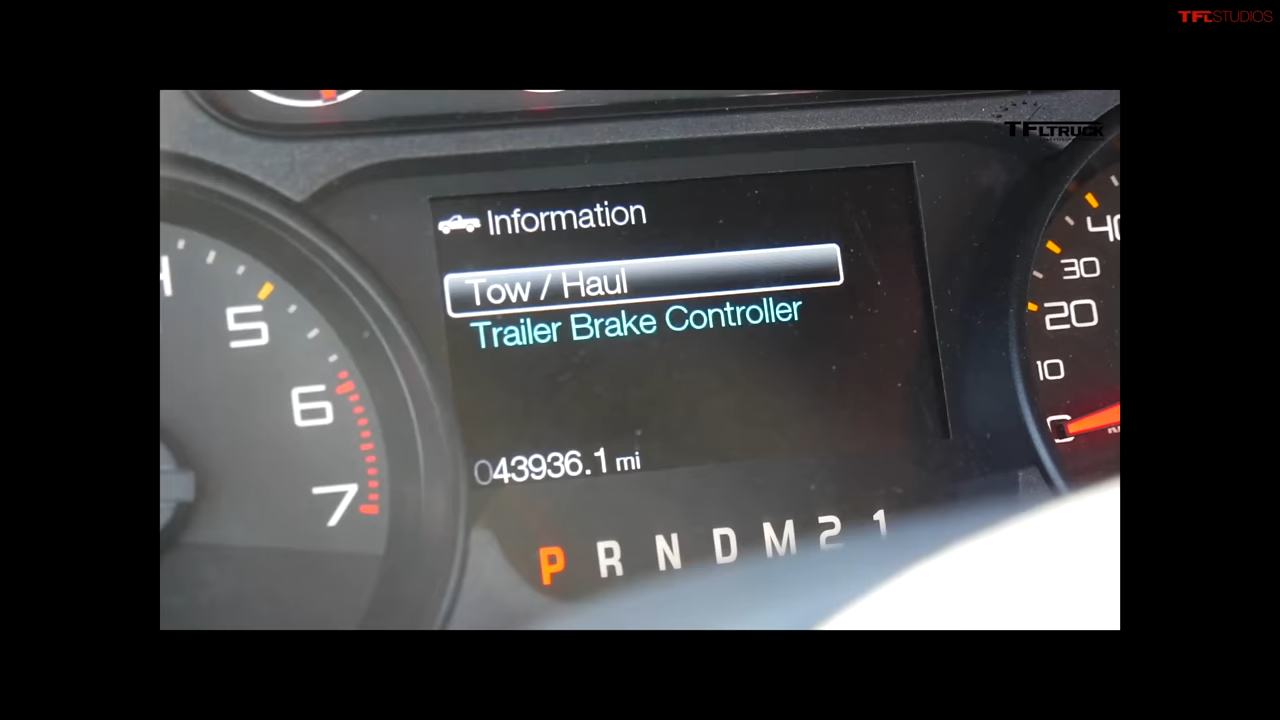 TFLSTUDIOS
TFLTRUCK
Information
Tow / Haul
Trailer Brake Controller
043936.1 mi
P R N D M 2 1
5
6
7
40
30
20
10
0